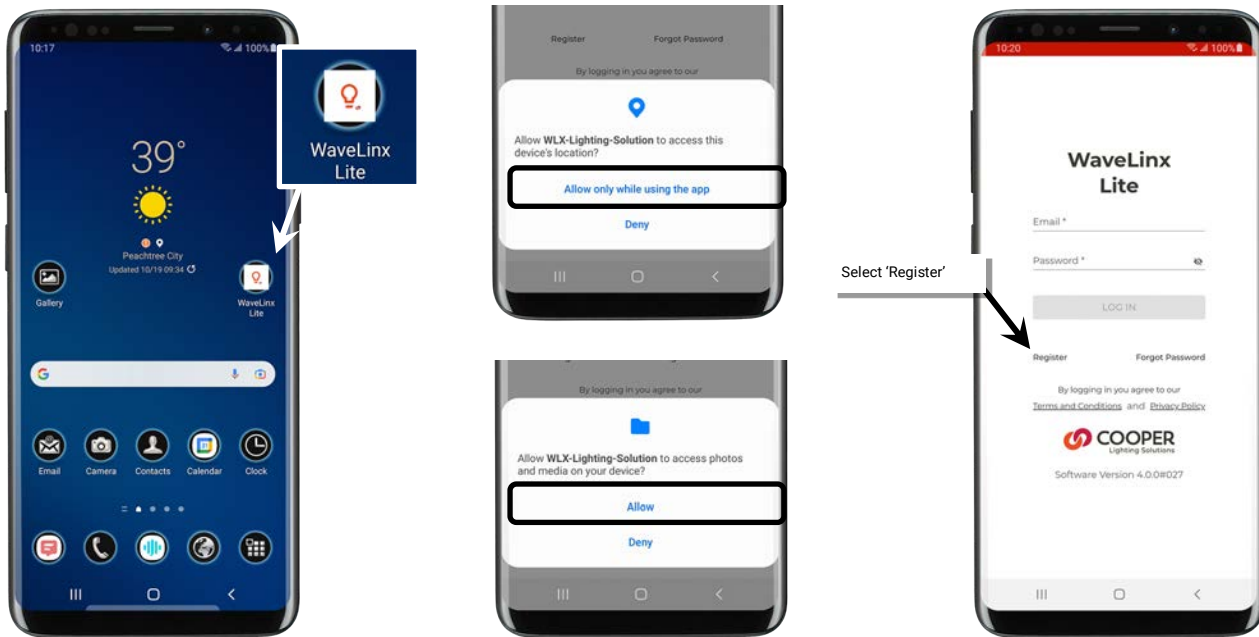 10:17
100%
39°
Peachtree City
Updated 10/19 09:34
Gallery
WaveLinx
Lite
G
Email
Camera
Contacts
Calendar
Clock
WaveLinx
Lite
Register
Forgot Password
By logging in you agree to our
Allow WLX-Lighting-Solution to access this
device's location?
Allow only while using the app
Deny
By logging in you agree to our
Allow WLX-Lighting-Solution to access photos
and media on your device?
Allow
Deny
Select ‘Register’
10:20
100%
WaveLinx
Lite
Email *
Password *
LOG IN
Register
Forgot Password
By logging in you agree to our
Terms and Conditions and Privacy Policy
COOPER
Lighting Solutions
Software Version 4.0.0#027